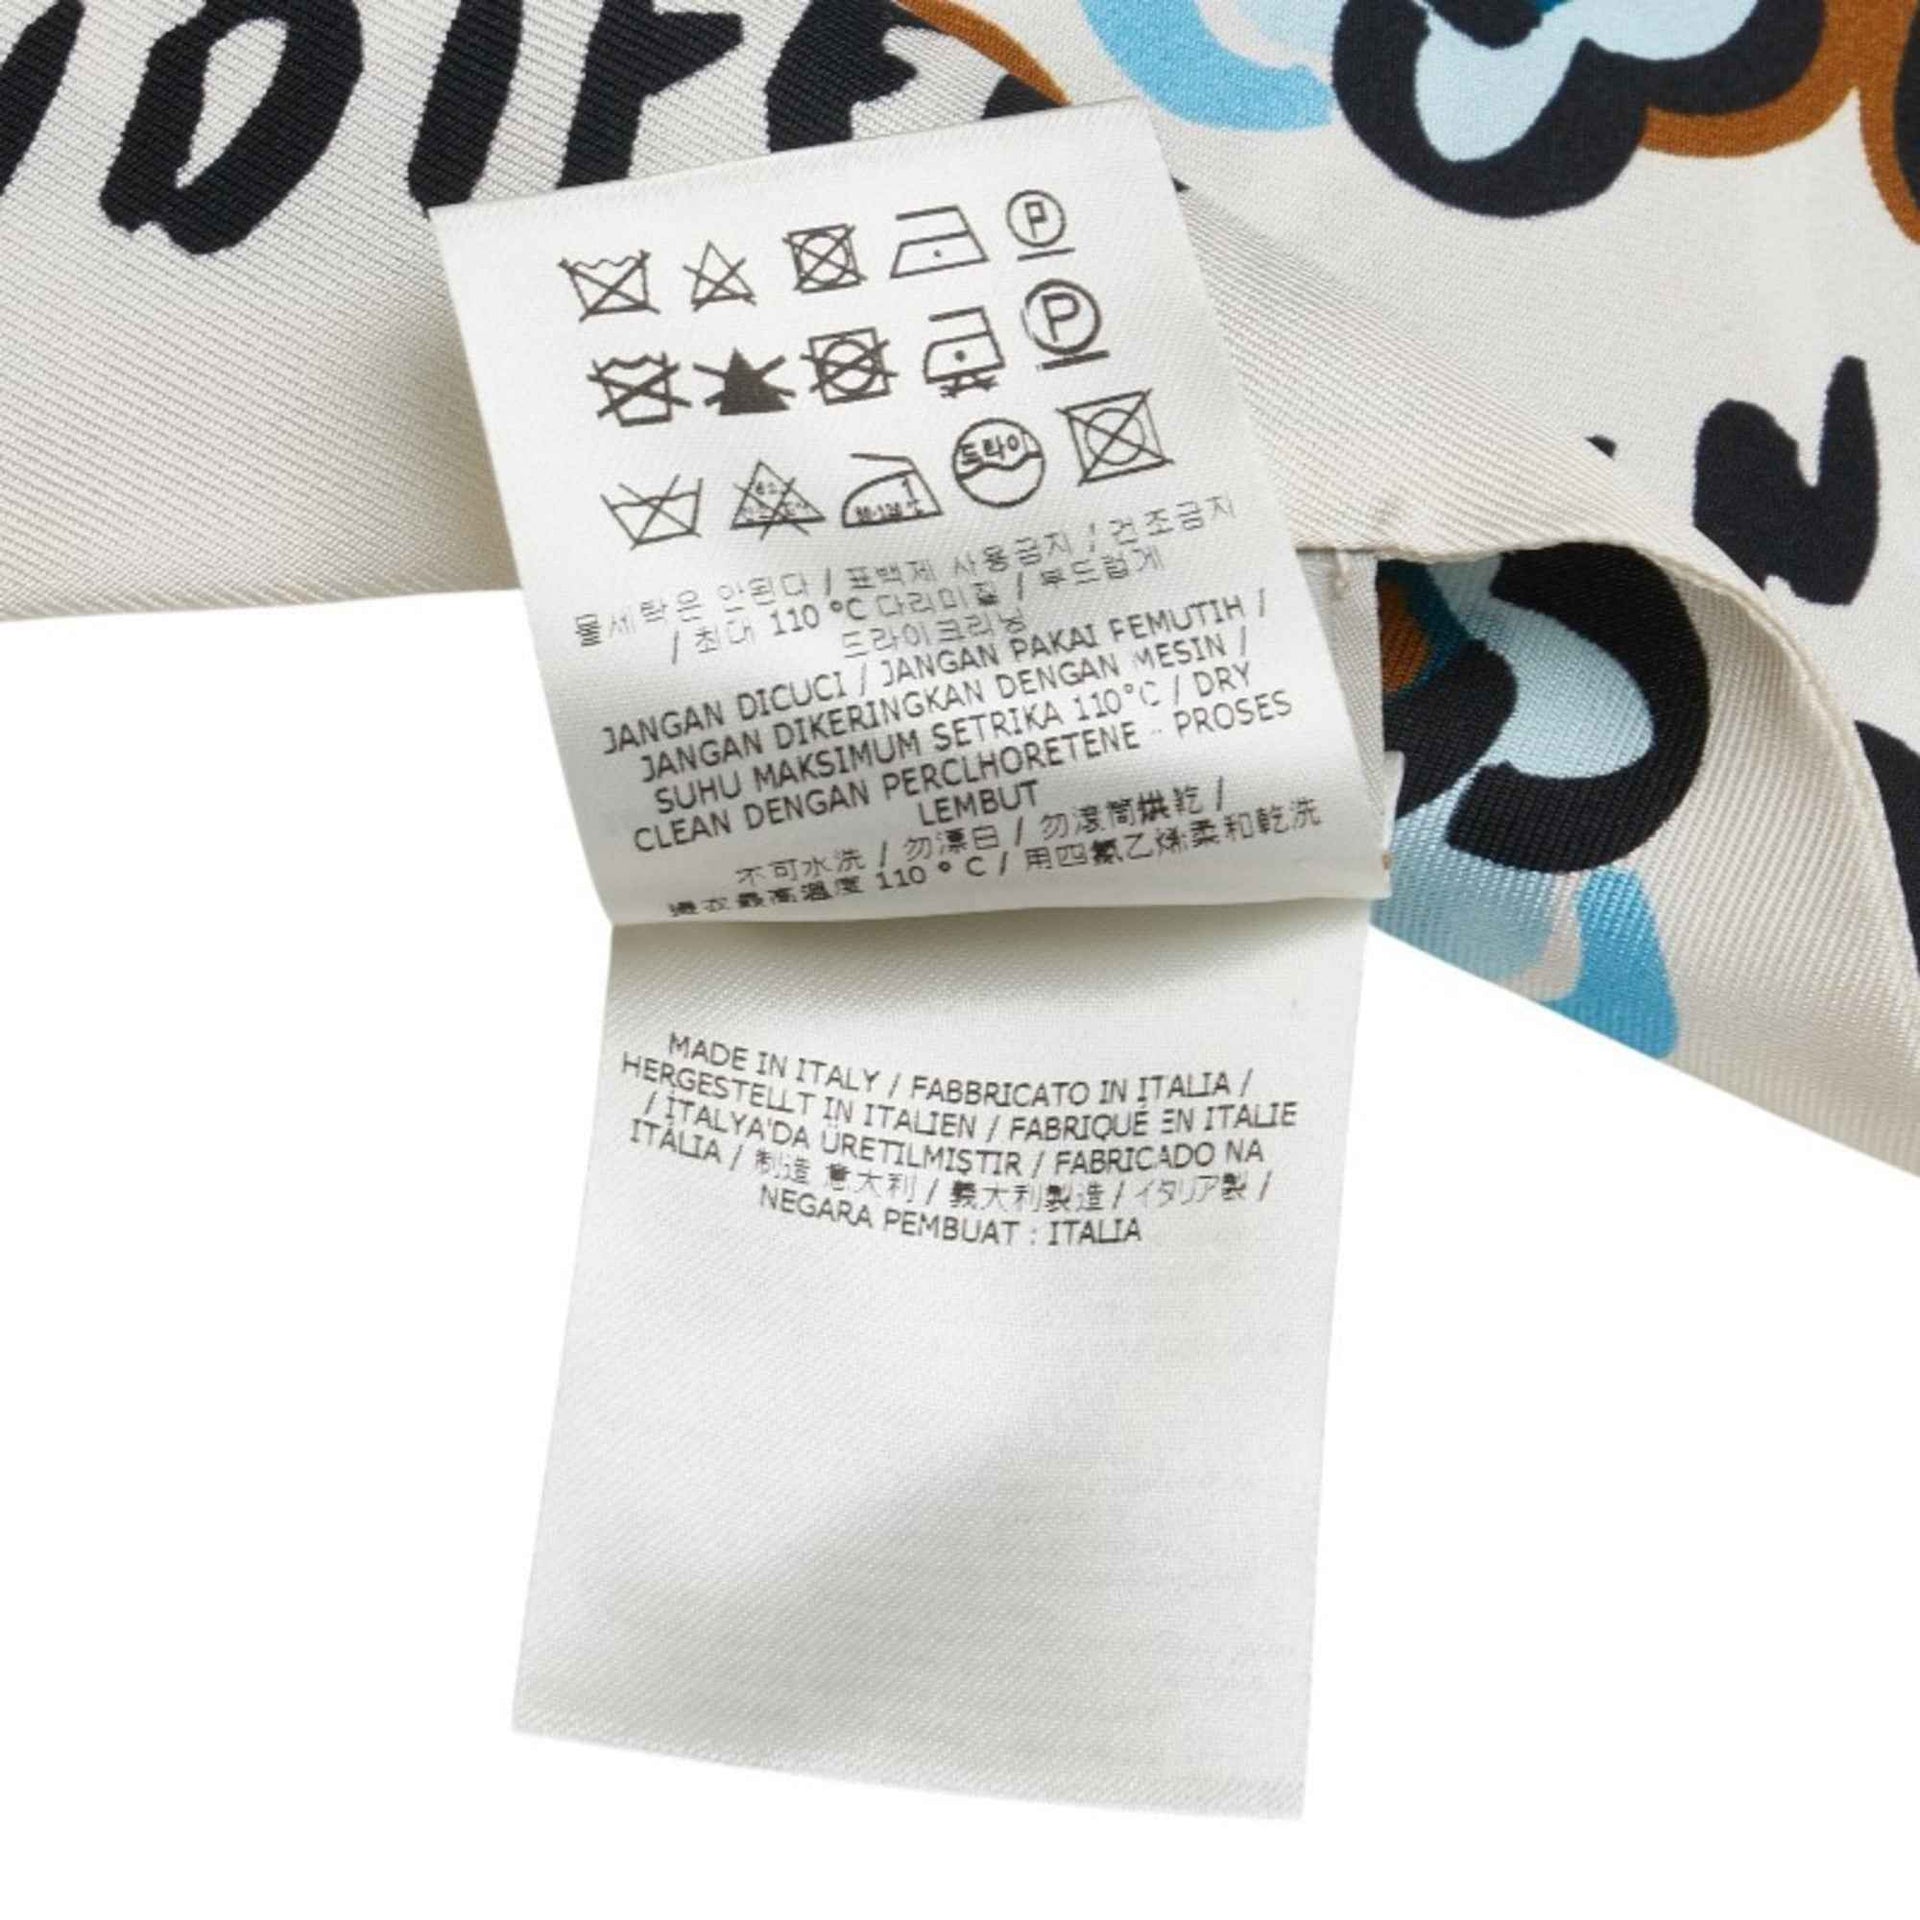 P
P
드라이
물세탁은 안된다 / 표백제 사용금지 / 건조금지
/ 최대 110 °C 다리미질 / 부드럽게
드라이크리닝
JANGAN DICUCI / JANGAN PAKAI FEMUTIH /
JANGAN DIKERINGKAN DENGAN MESIN /
SUHU MAKSIMUM SETRIKA 110°C / DRY
CLEAN DENGAN PERCLHORETENE - PROSES
LEMBUT
不可水洗 / 勿漂白 / 勿滾筒烘乾 /
燙衣最高溫度 110 ° C / 用四氯乙烯柔和乾洗
MADE IN ITALY / FABBRICATO IN ITALIA /
HERGESTELLT IN ITALIEN / FABRIQUÉ EN ITALIE
/ İTALYA'DA ÜRETILMIŞTIR / FABRICADO NA
ITÁLIA / 制造 意大利 / 義大利製造 / イタリア製 /
NEGARA PEMBUAT : ITALIA